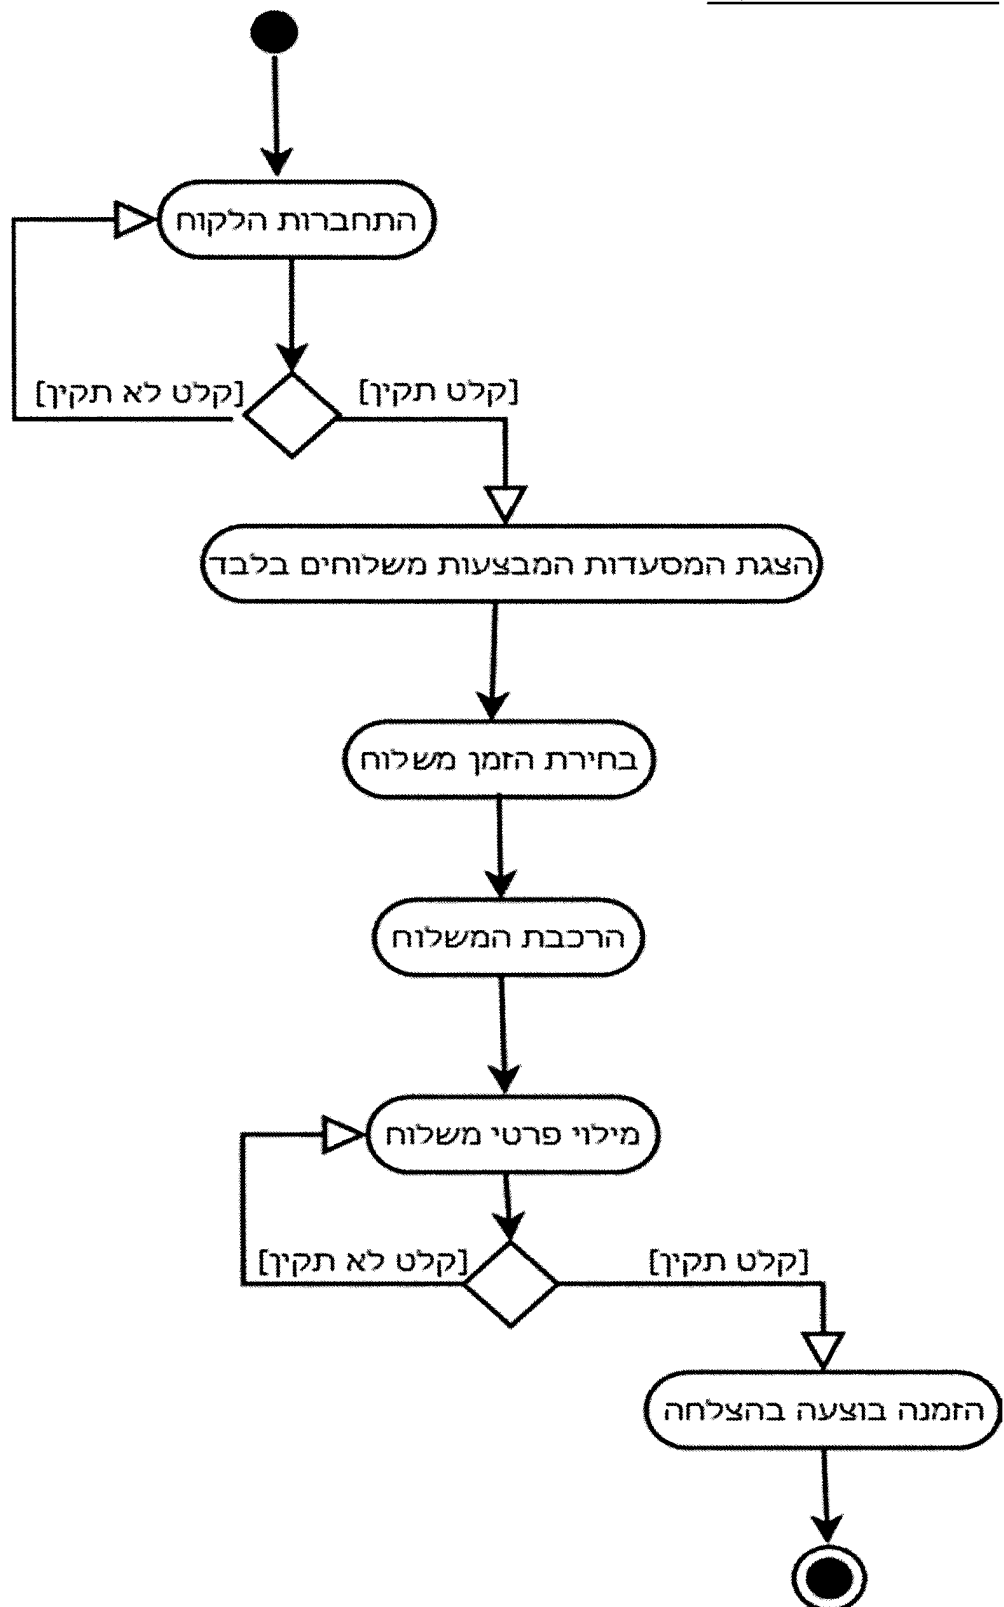 התחברות הלקוח
[קלט תקין]
[קלט לא תקין]
הצגת המסעדות המבצעות משלוחים בלבד
בחירת הזמן משלוח
הרכבת המשלוח
מילוי פרטי משלוח
[קלט תקין]
[קלט לא תקין]
הזמנה בוצעה בהצלחה